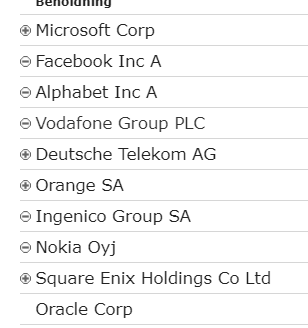 Beholdning
Microsoft Corp
Facebook Inc A
Alphabet Inc A
Vodafone Group PLC
Deutsche Telekom AG
Orange SA
Ingenico Group SA
Nokia Oyj
Square Enix Holdings Co Ltd
Oracle Corp